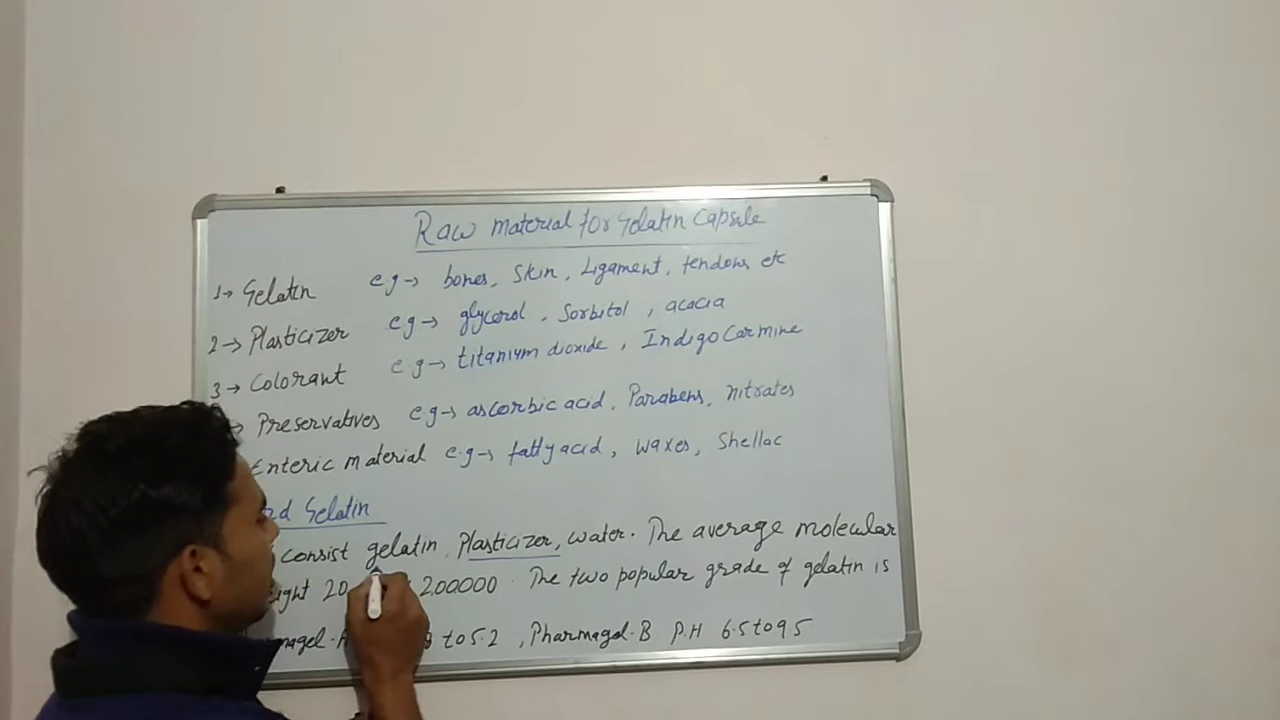 Raw material for Gelatin Capsule
1→ Gelatin eg→ bones, Skin, Ligament, tendons etc
2→ Plasticizer eg→ glycerol, Sorbitol, acacia
3→ Colorant e.g→ titanium dioxide, Indigo Carmine
Preservatives eg→ ascorbic acid, Parabens, nitrates
Enteric material e.g→ fatty acid, waxes, Shellac
Gelatin
consist gelatin, Plasticizer, water. The average molecular
200000. The two popular grade of gelatin is
to 5.2, Pharmagel.B P.H 6.5 to 9.5